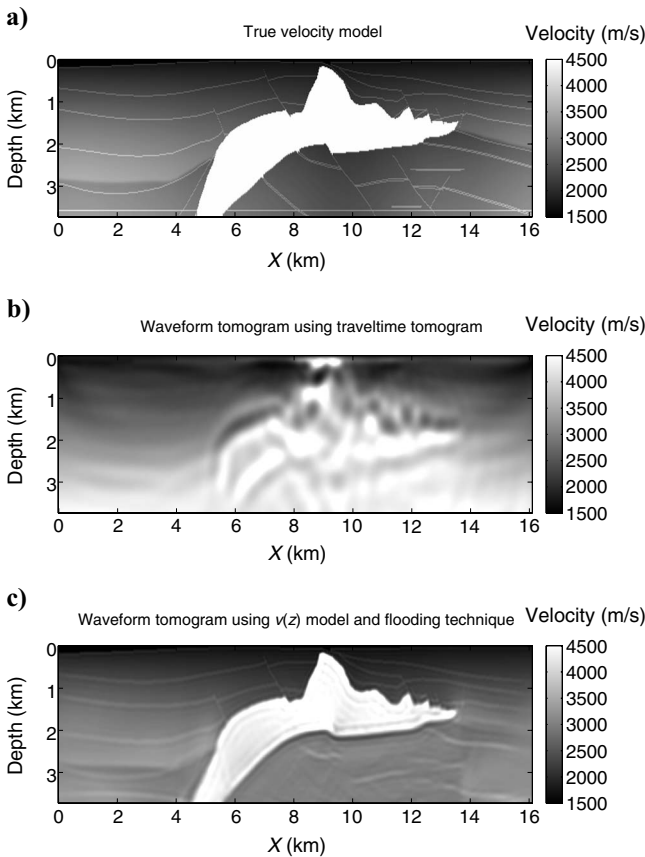 a)
True velocity model
Velocity (m/s)
0
1
2
3
Depth (km)
0 2 4 6 8 10 12 14 16
X (km)
4500
4000
3500
3000
2500
2000
1500
b)
Waveform tomogram using traveltime tomogram
Velocity (m/s)
0
1
2
3
Depth (km)
0 2 4 6 8 10 12 14 16
X (km)
4500
4000
3500
3000
2500
2000
1500
c)
Waveform tomogram using v(z) model and flooding technique
Velocity (m/s)
0
1
2
3
Depth (km)
0 2 4 6 8 10 12 14 16
X (km)
4500
4000
3500
3000
2500
2000
1500